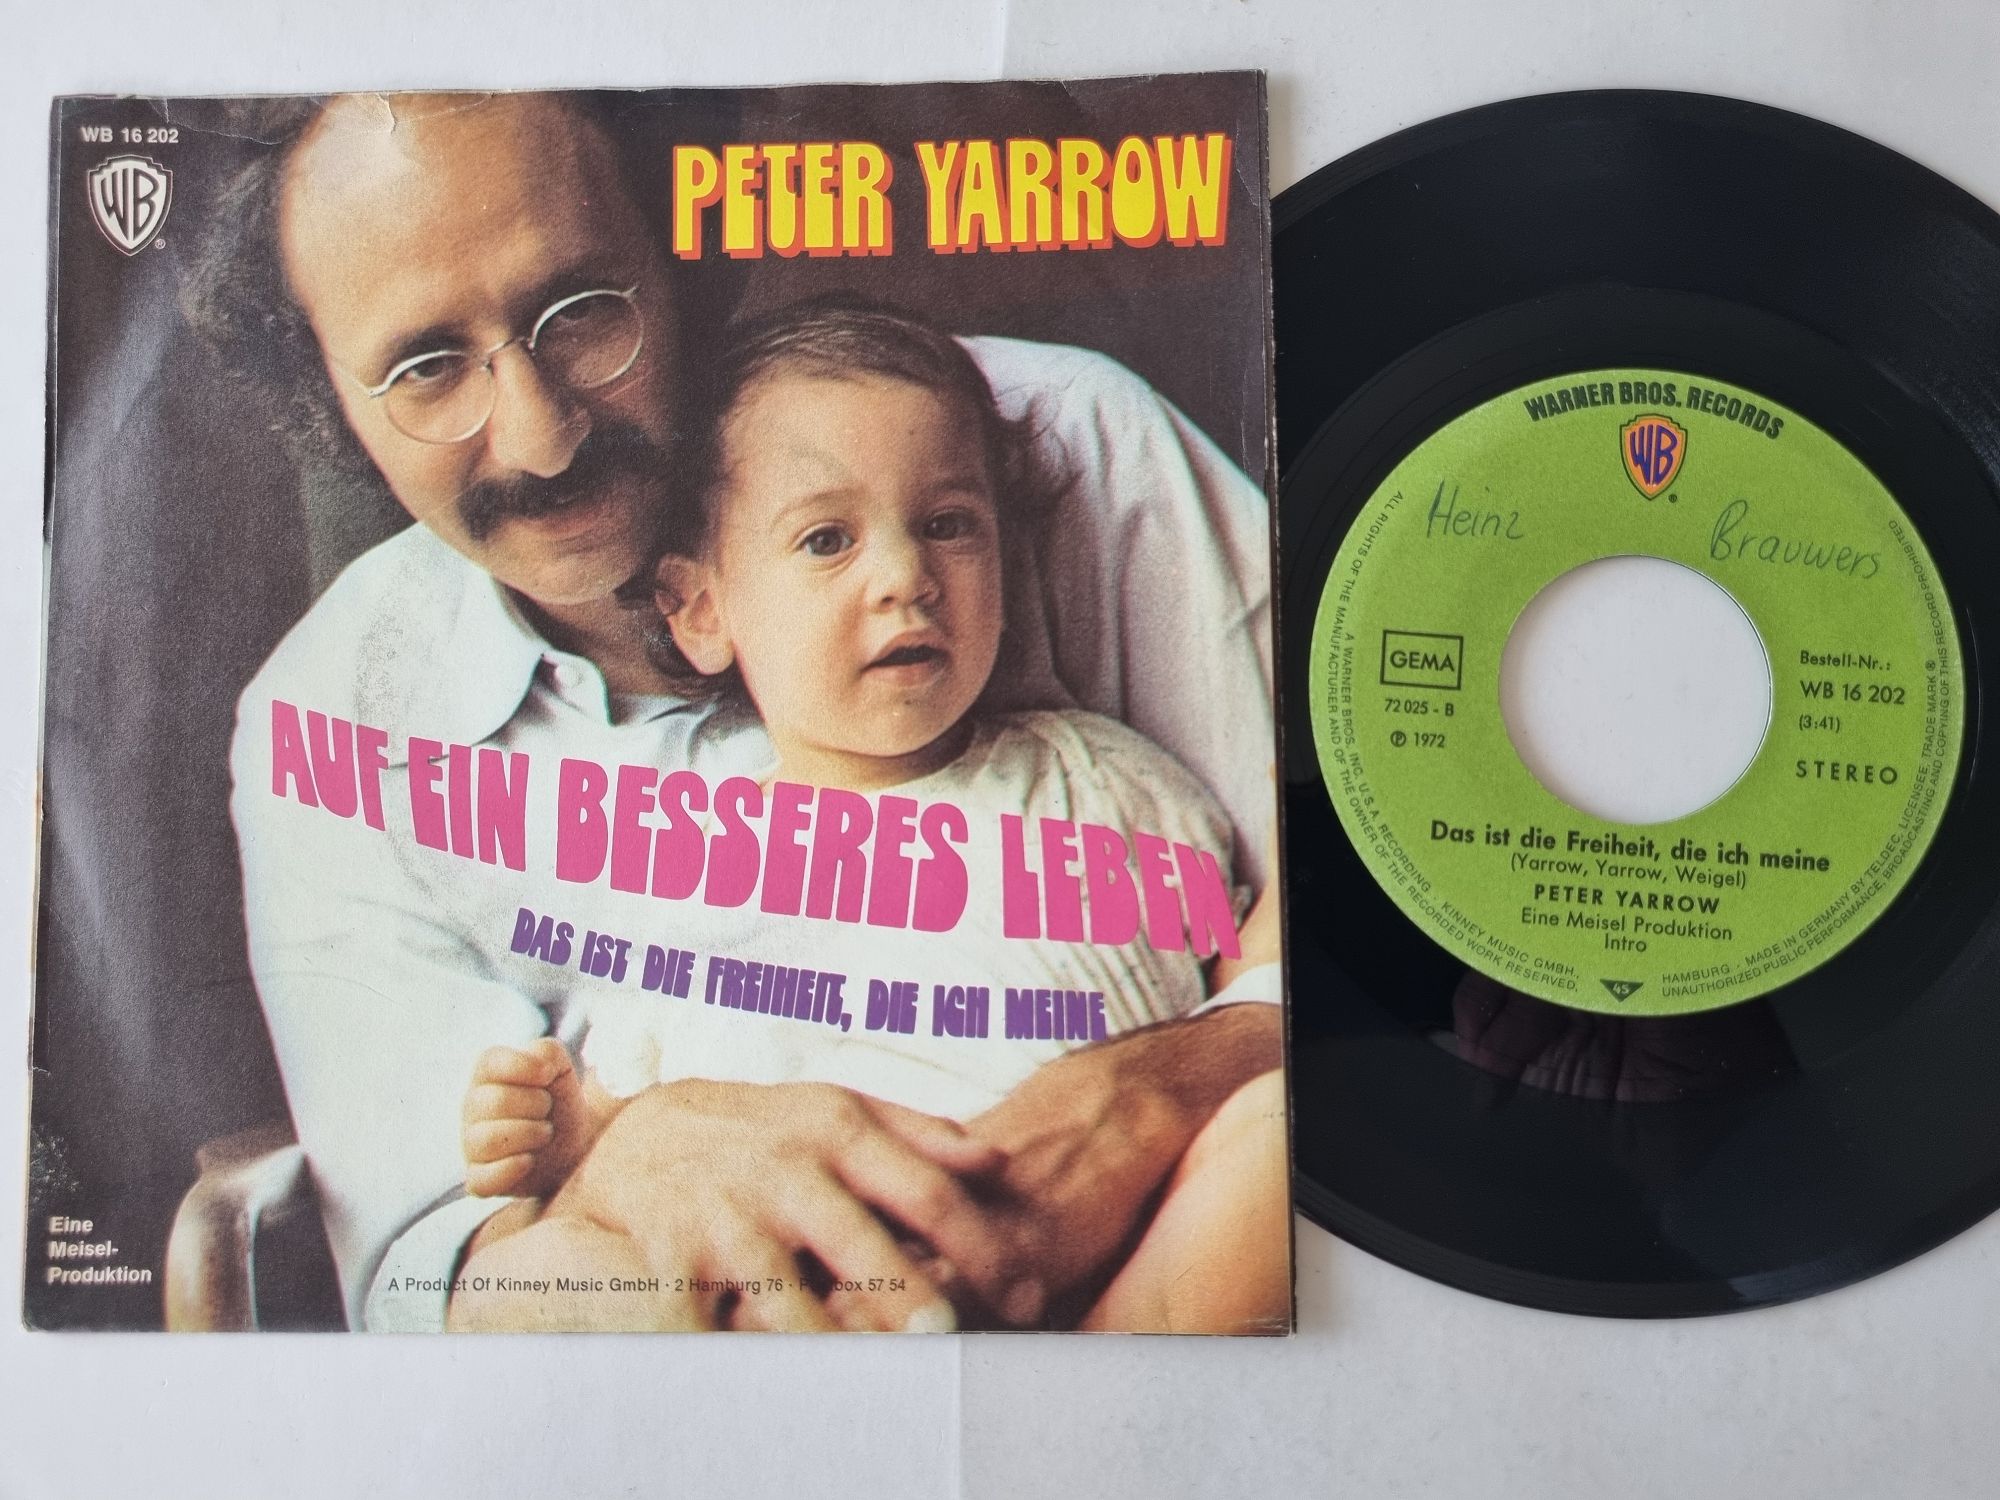 WB 16 202
WB
®
PETER YARROW
AUF EIN BESSERES LEBEN
DAS IST DIE FREIHEIT, DIE ICH MEINE
Eine
Meisel-
Produktion
A Product Of Kinney Music GmbH · 2 Hamburg 76 · box 57 54
WARNER BROS. RECORDS
WB
®
Heinz Brauwers
GEMA
72 025 - B
℗ 1972
Bestell-Nr.:
WB 16 202
(3:41)
STEREO
Das ist die Freiheit, die ich meine
(Yarrow, Yarrow, Weigel)
PETER YARROW
Eine Meisel Produktion
Intro
45
ALL RIGHTS OF THE MANUFACTURER AND OF THE OWNER OF THE RECORDED WORK RESERVED.
UNAUTHORIZED PUBLIC PERFORMANCE, BROADCASTING AND COPYING OF THIS RECORD PROHIBITED
A WARNER BROS. INC. U.S.A. RECORDING · KINNEY MUSIC GMBH.,
HAMBURG · MADE IN GERMANY BY TELDEC. LICENSEE, TRADE MARK ®